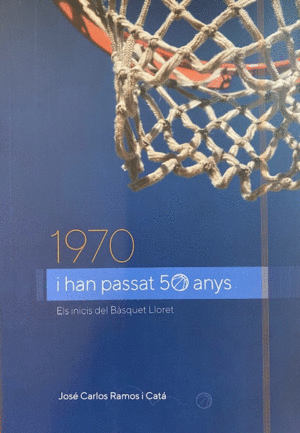 1970
i han passat 50 anys
Els inicis del Bàsquet Lloret
José Carlos Ramos i Catá